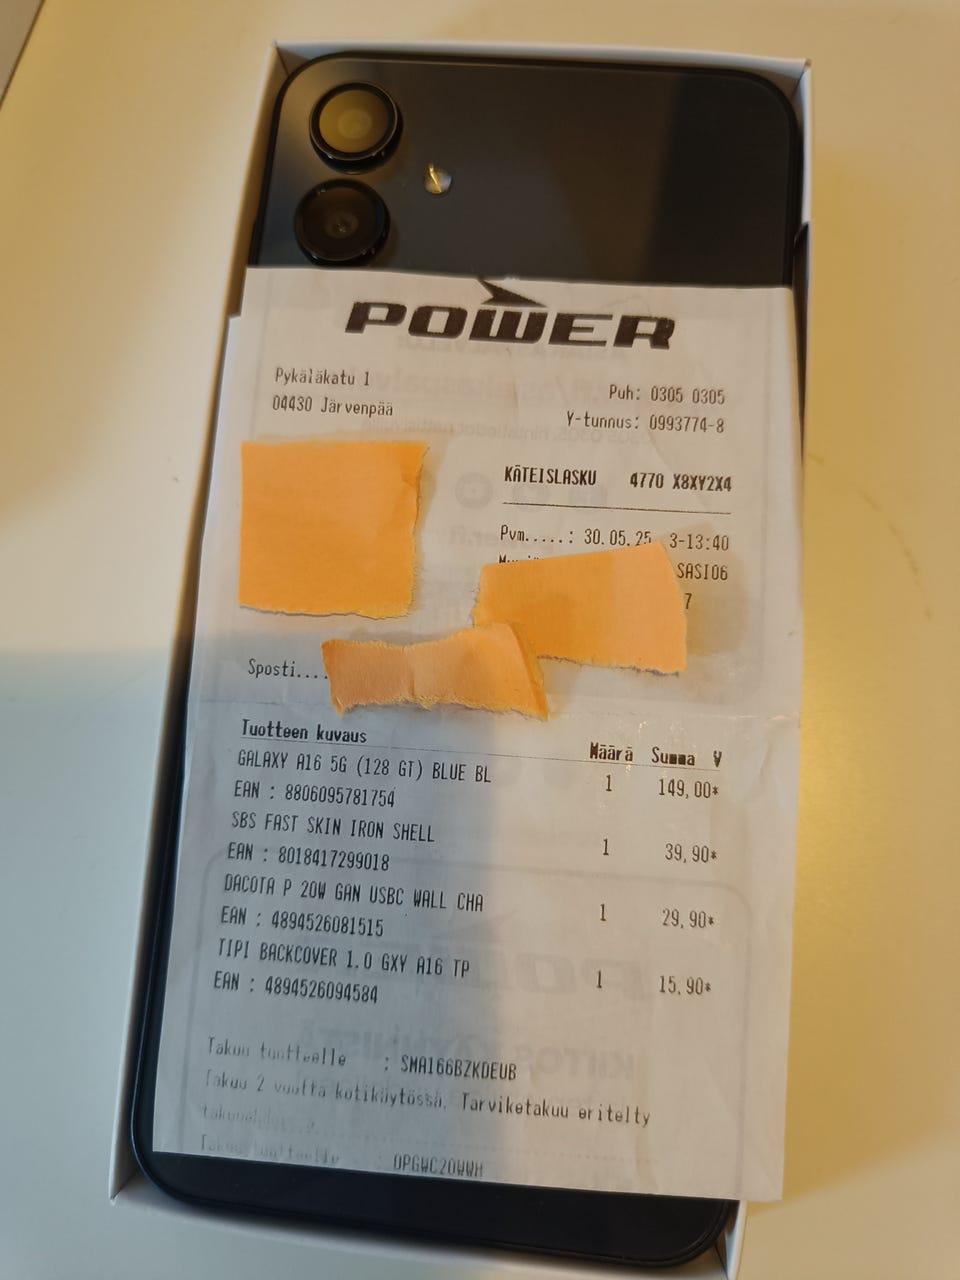 POWER
Pykäläkatu 1
04430 Järvenpää
Puh: 0305 0305
Y-tunnus: 0993774-8
KÄTEISLASKU 4770 X8XY2X4
Pvm.....: 30.05.25 3-13:40
SASI06
7
Sposti....
Tuotteen kuvaus Määrä Summa V
GALAXY A16 5G (128 GT) BLUE BL 1 149,00*
EAN : 8806095781754
SBS FAST SKIN IRON SHELL 1 39,90*
EAN : 8018417299018
DACOTA P 20W GAN USBC WALL CHA 1 29,90*
EAN : 4894526081515
TIPI BACKCOVER 1.0 GXY A16 TP 1 15,90*
EAN : 4894526094584
Takuu tuotteelle : SMA166BZKDEUB
Takuu 2 vuotta kotikäytössä. Tarviketakuu eritelty
Takuu tuotteelle : DPGWC20WWH